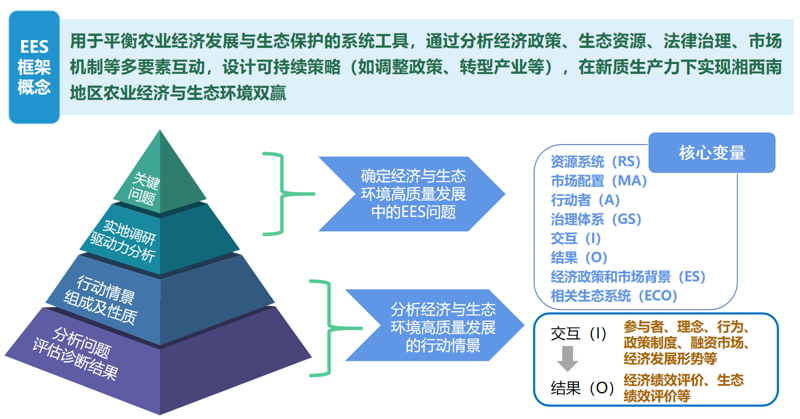 EES
框架
概念
用于平衡农业经济发展与生态保护的系统工具，通过分析经济政策、生态资源、法律治理、市场
机制等多要素互动，设计可持续策略（如调整政策、转型产业等），在新质生产力下实现湘西南
地区农业经济与生态环境双赢
关键
问题
实地调研
驱动力分析
行动情景
组成及性质
分析问题
评估诊断结果
确定经济与生态
环境高质量发展
中的EES问题
分析经济与生态
环境高质量发展
的行动情景
核心变量
资源系统（RS）
市场配置（MA）
行动者（A）
治理体系（GS）
交互（I）
结果（O）
经济政策和市场背景（ES）
相关生态系统（ECO）
交互（I）
参与者、理念、行为、
政策制度、融资市场、
经济发展形势等
结果（O）
经济绩效评价、生态
绩效评价等